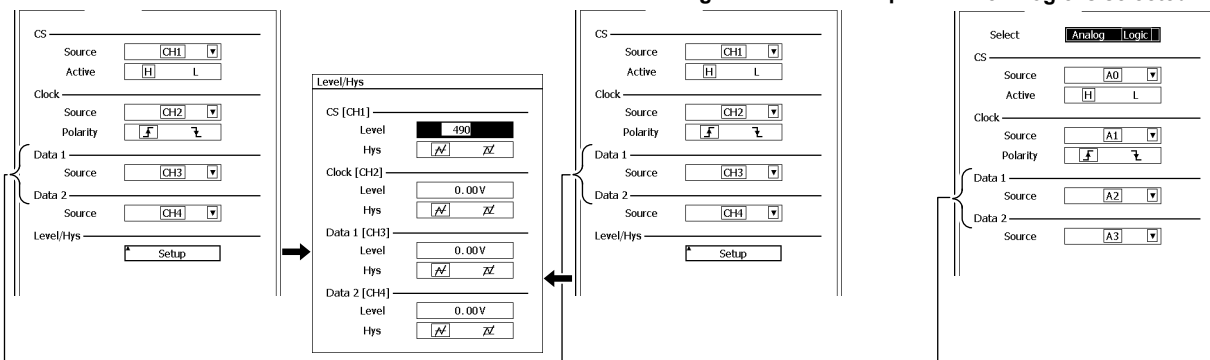 CS
Source CH1
Active H L
Clock
Source CH2
Polarity
Data 1
Source CH3
Data 2
Source CH4
Level/Hys
Setup
Level/Hys
CS [CH1]
Level 490
Hys
Clock [CH2]
Level 0.00V
Hys
Data 1 [CH3]
Level 0.00V
Hys
Data 2 [CH4]
Level 0.00V
Hys
CS
Source CH1
Active H L
Clock
Source CH2
Polarity
Data 1
Source CH3
Data 2
Source CH4
Level/Hys
Setup
Select Analog Logic
CS
Source A0
Active H L
Clock
Source A1
Polarity
Data 1
Source A2
Data 2
Source A3